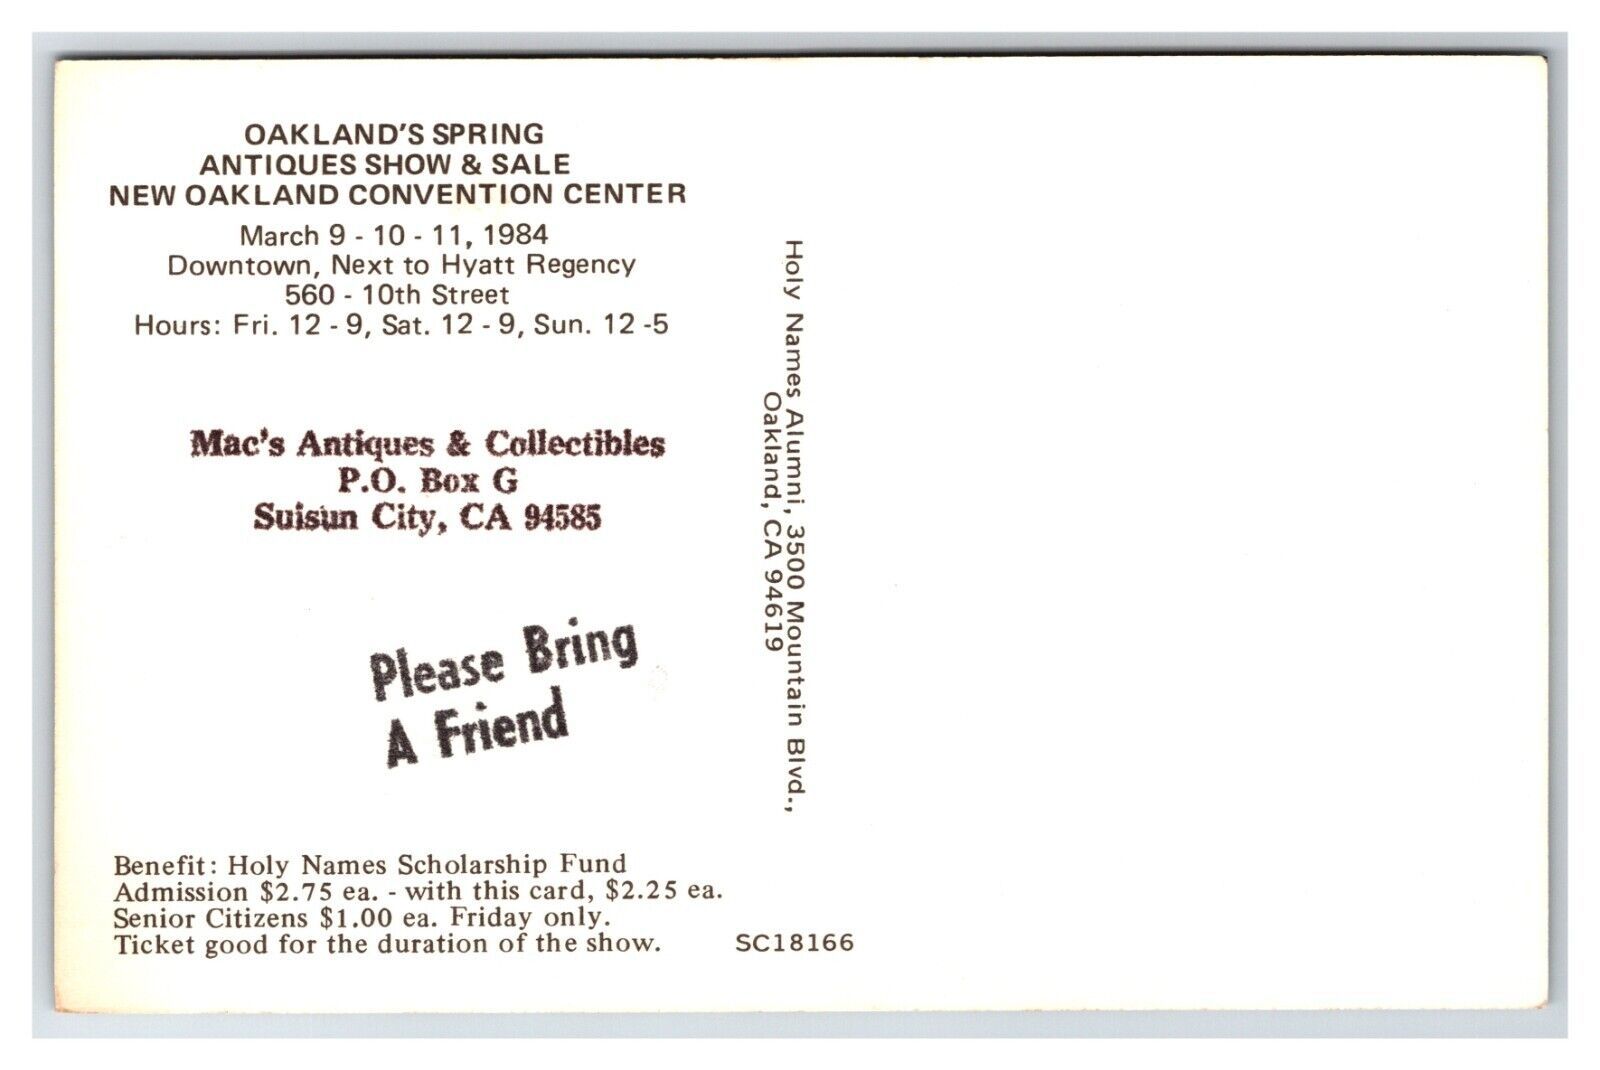 OAKLAND'S SPRING
ANTIQUES SHOW & SALE
NEW OAKLAND CONVENTION CENTER
March 9 - 10 - 11, 1984
Downtown, Next to Hyatt Regency
560 - 10th Street
Hours: Fri. 12 - 9, Sat. 12 - 9, Sun. 12 -5
Mac's Antiques & Collectibles
P.O. Box G
Suisun City, CA 94585
Please Bring
A Friend
Benefit: Holy Names Scholarship Fund
Admission $2.75 ea. - with this card, $2.25 ea.
Senior Citizens $1.00 ea. Friday only.
Ticket good for the duration of the show.
SC18166
Holy Names Alumni, 3500 Mountain Blvd.,
Oakland, CA 94619